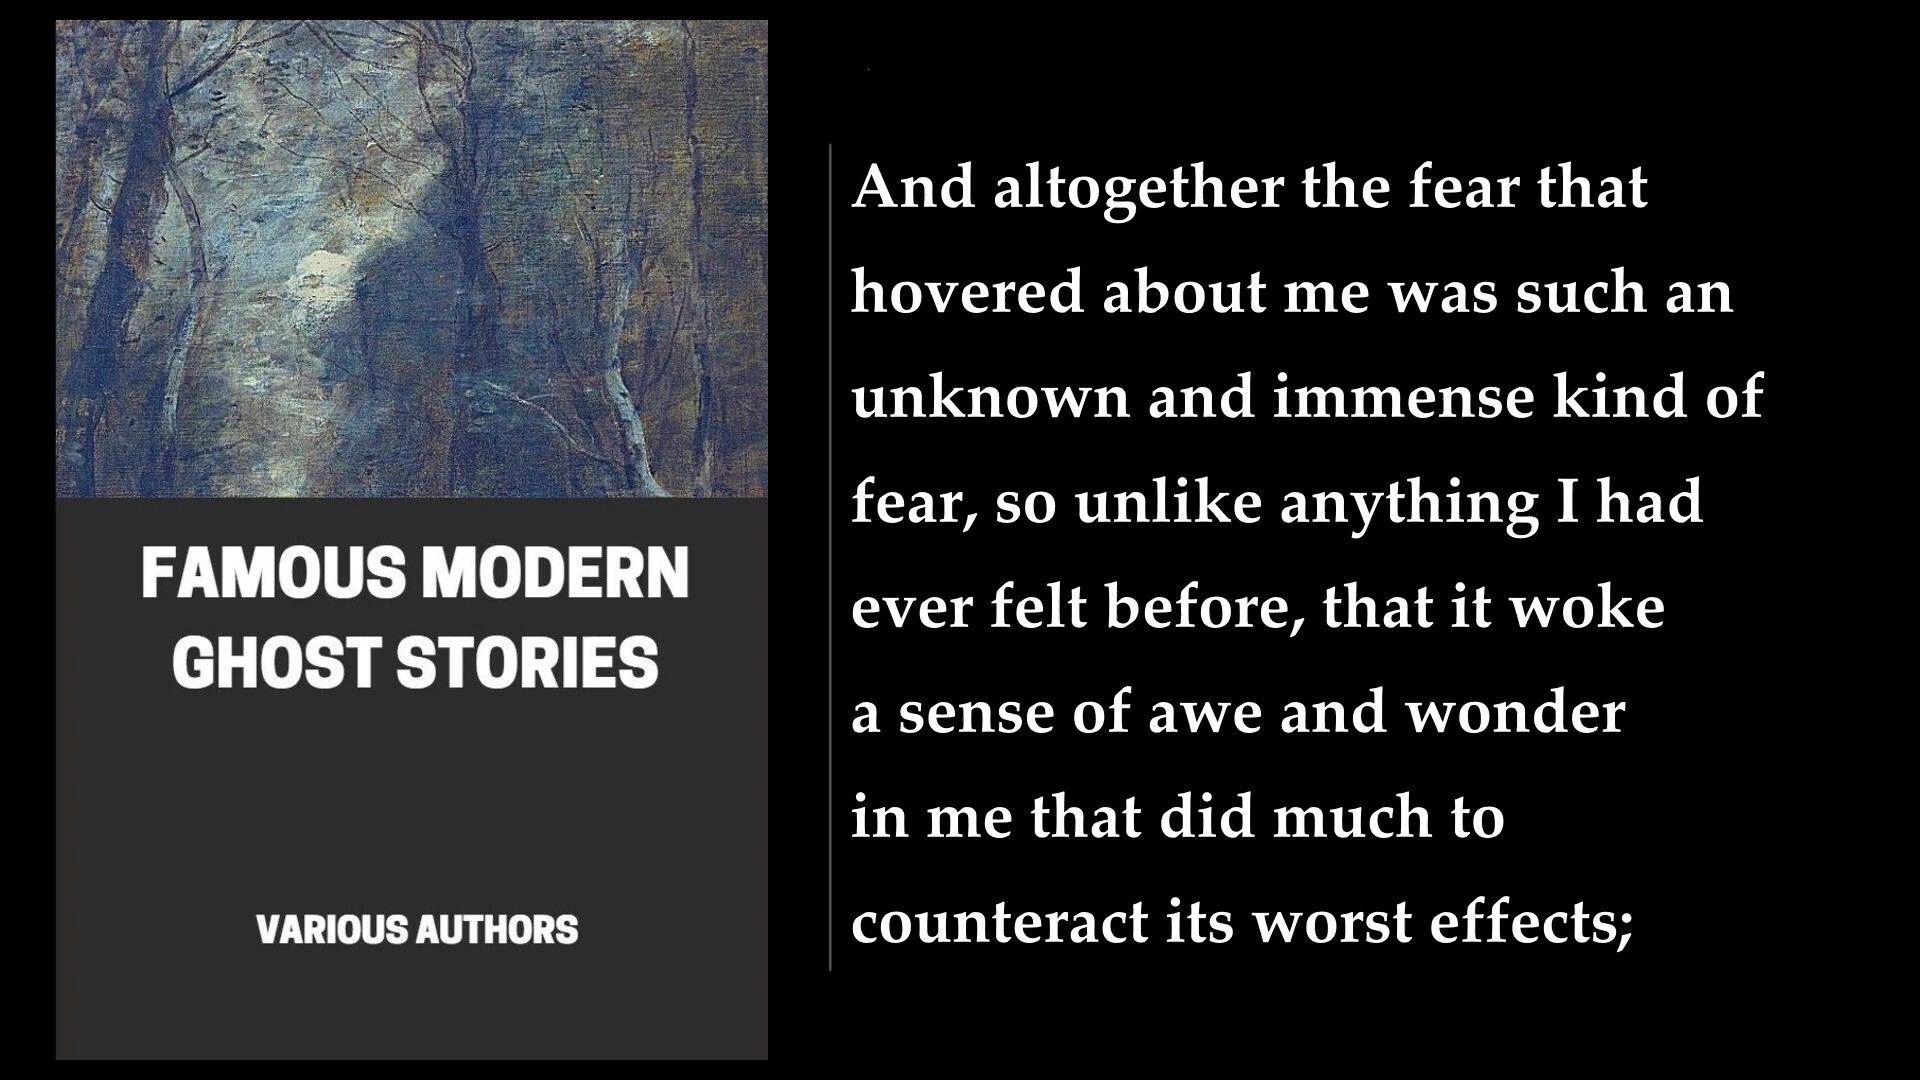 FAMOUS MODERN
GHOST STORIES
VARIOUS AUTHORS
And altogether the fear that
hovered about me was such an
unknown and immense kind of
fear, so unlike anything I had
ever felt before, that it woke
a sense of awe and wonder
in me that did much to
counteract its worst effects;